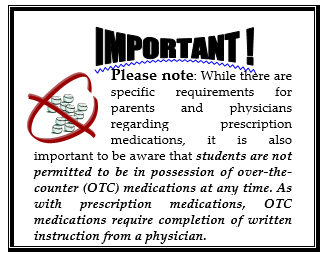 IMPORTANT !
Please note: While there are
specific requirements for
parents and physicians
regarding prescription
medications, it is also
important to be aware that students are not
permitted to be in possession of over-the-
counter (OTC) medications at any time. As
with prescription medications, OTC
medications require completion of written
instruction from a physician.